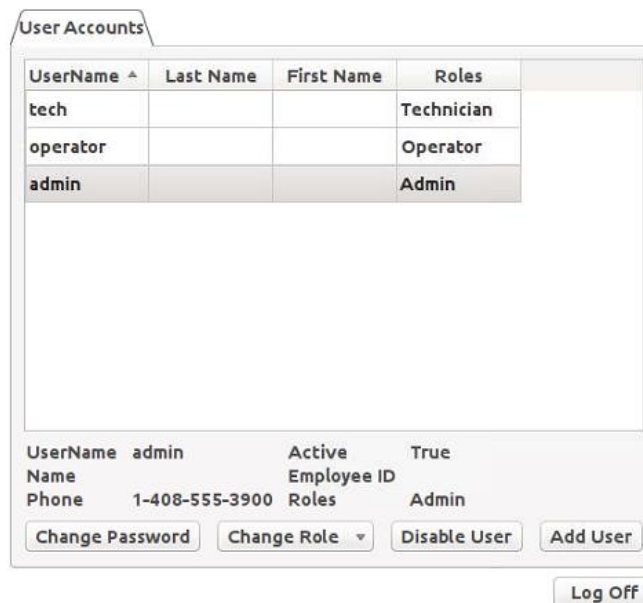 User Accounts
UserName Last Name First Name Roles
tech Technician
operator Operator
admin Admin
UserName admin Active True
Name Employee ID
Phone 1-408-555-3900 Roles Admin
Change Password Change Role Disable User Add User
Log Off